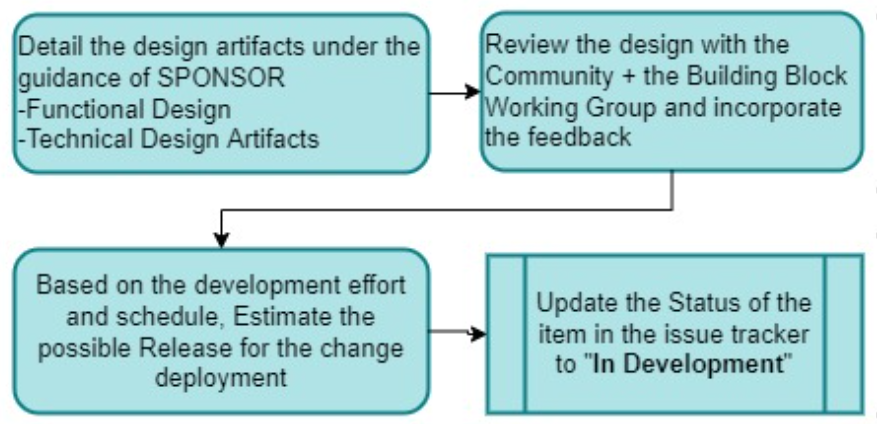 Detail the design artifacts under the
guidance of SPONSOR
-Functional Design
-Technical Design Artifacts
Review the design with the
Community + the Building Block
Working Group and incorporate
the feedback
Based on the development effort
and schedule, Estimate the
possible Release for the change
deployment
Update the Status of the
item in the issue tracker
to "In Development"